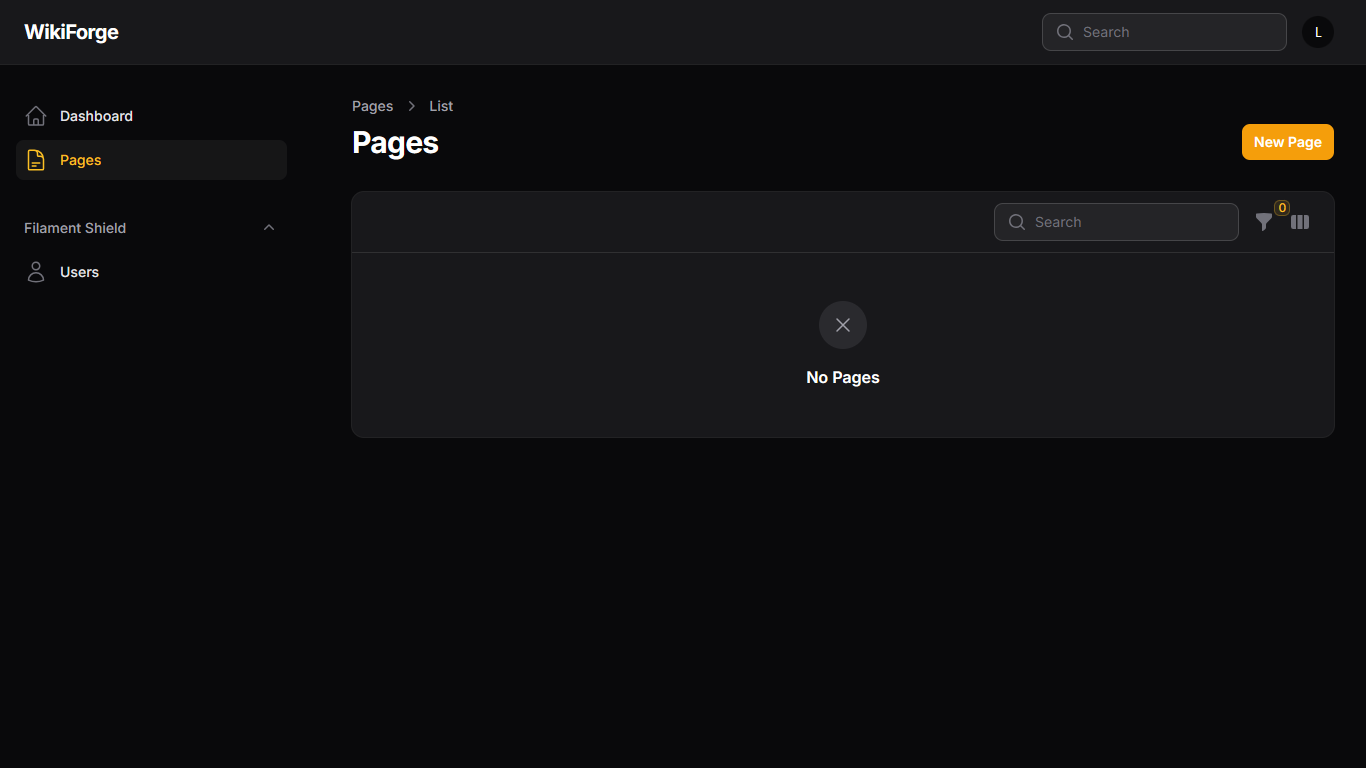 WikiForge
Search
L
Dashboard
Pages
Filament Shield
Users
Pages
List
Pages
New Page
Search
0
No Pages